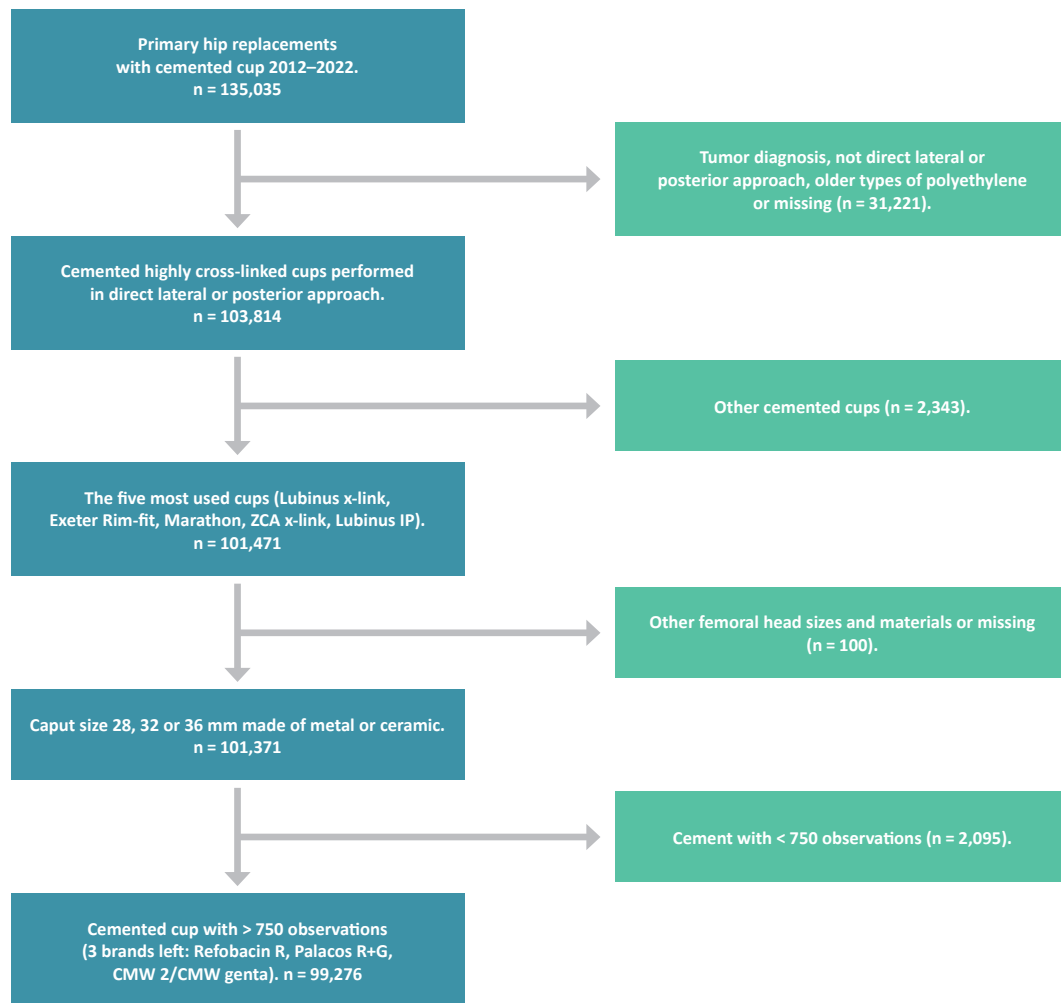 Primary hip replacements
with cemented cup 2012–2022.
n = 135,035
Tumor diagnosis, not direct lateral or
posterior approach, older types of polyethylene
or missing (n = 31,221).
Cemented highly cross-linked cups performed
in direct lateral or posterior approach.
n = 103,814
Other cemented cups (n = 2,343).
The five most used cups (Lubinus x-link,
Exeter Rim-fit, Marathon, ZCA x-link, Lubinus IP).
n = 101,471
Other femoral head sizes and materials or missing
(n = 100).
Caput size 28, 32 or 36 mm made of metal or ceramic.
n = 101,371
Cement with < 750 observations (n = 2,095).
Cemented cup with > 750 observations
(3 brands left: Refobacin R, Palacos R+G,
CMW 2/CMW genta). n = 99,276